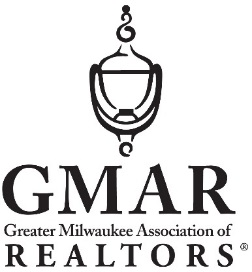 GMAR
Greater Milwaukee Association of
REALTORS®